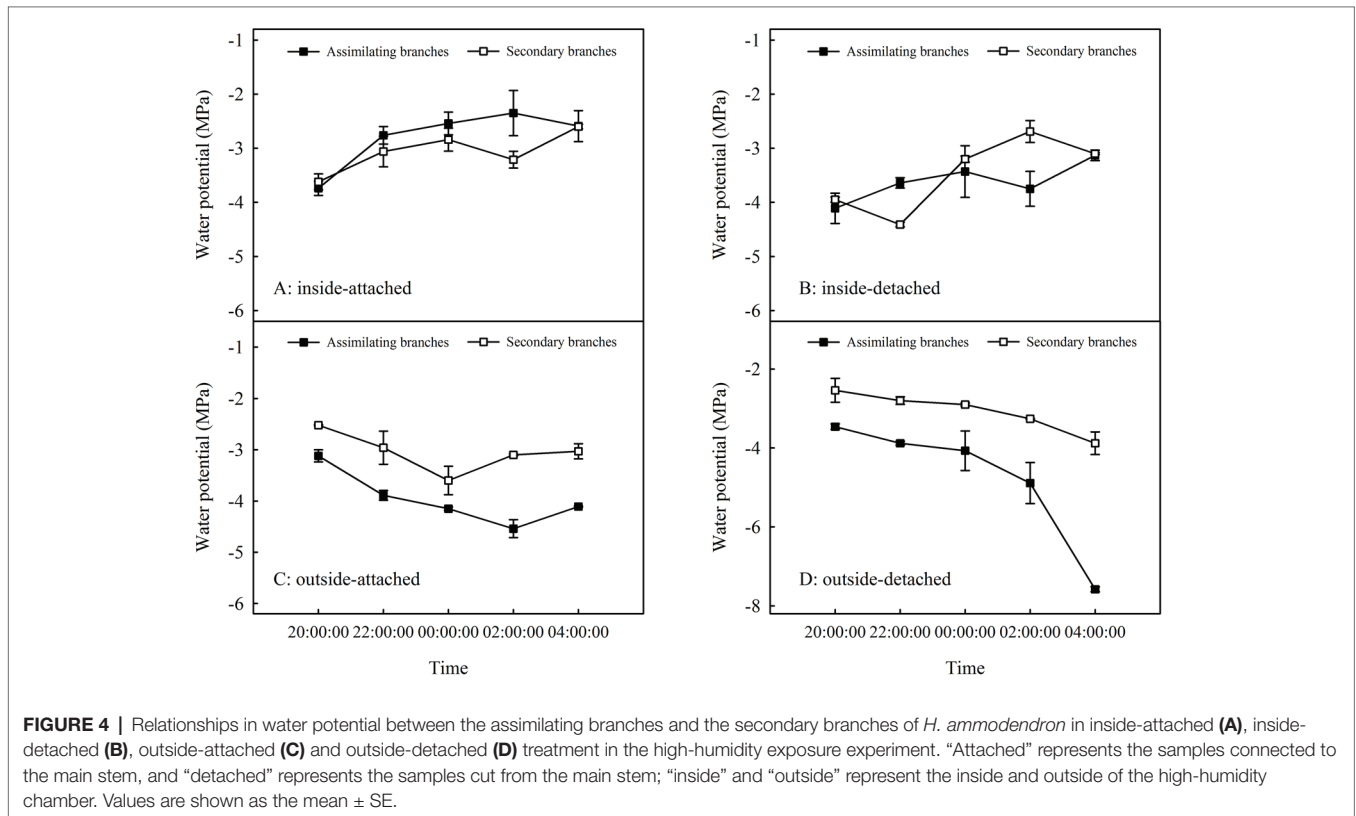 -1
Assimilating branches Secondary branches
-2
-3
-4
-5
-6
Water potential (MPa)
A: inside-attached
-1
Assimilating branches Secondary branches
-2
-3
-4
-5
-6
Water potential (MPa)
B: inside-detached
-1
Assimilating branches Secondary branches
-2
-3
-4
-5
-6
Water potential (MPa)
C: outside-attached
20:00:00 22:00:00 00:00:00 02:00:00 04:00:00
Time
Assimilating branches Secondary branches
-2
-4
-6
-8
Water potential (MPa)
D: outside-detached
20:00:00 22:00:00 00:00:00 02:00:00 04:00:00
Time
FIGURE 4 | Relationships in water potential between the assimilating branches and the secondary branches of H. ammodendron in inside-attached (A), inside-
detached (B), outside-attached (C) and outside-detached (D) treatment in the high-humidity exposure experiment. “Attached” represents the samples connected to
the main stem, and “detached” represents the samples cut from the main stem; “inside” and “outside” represent the inside and outside of the high-humidity
chamber. Values are shown as the mean ± SE.